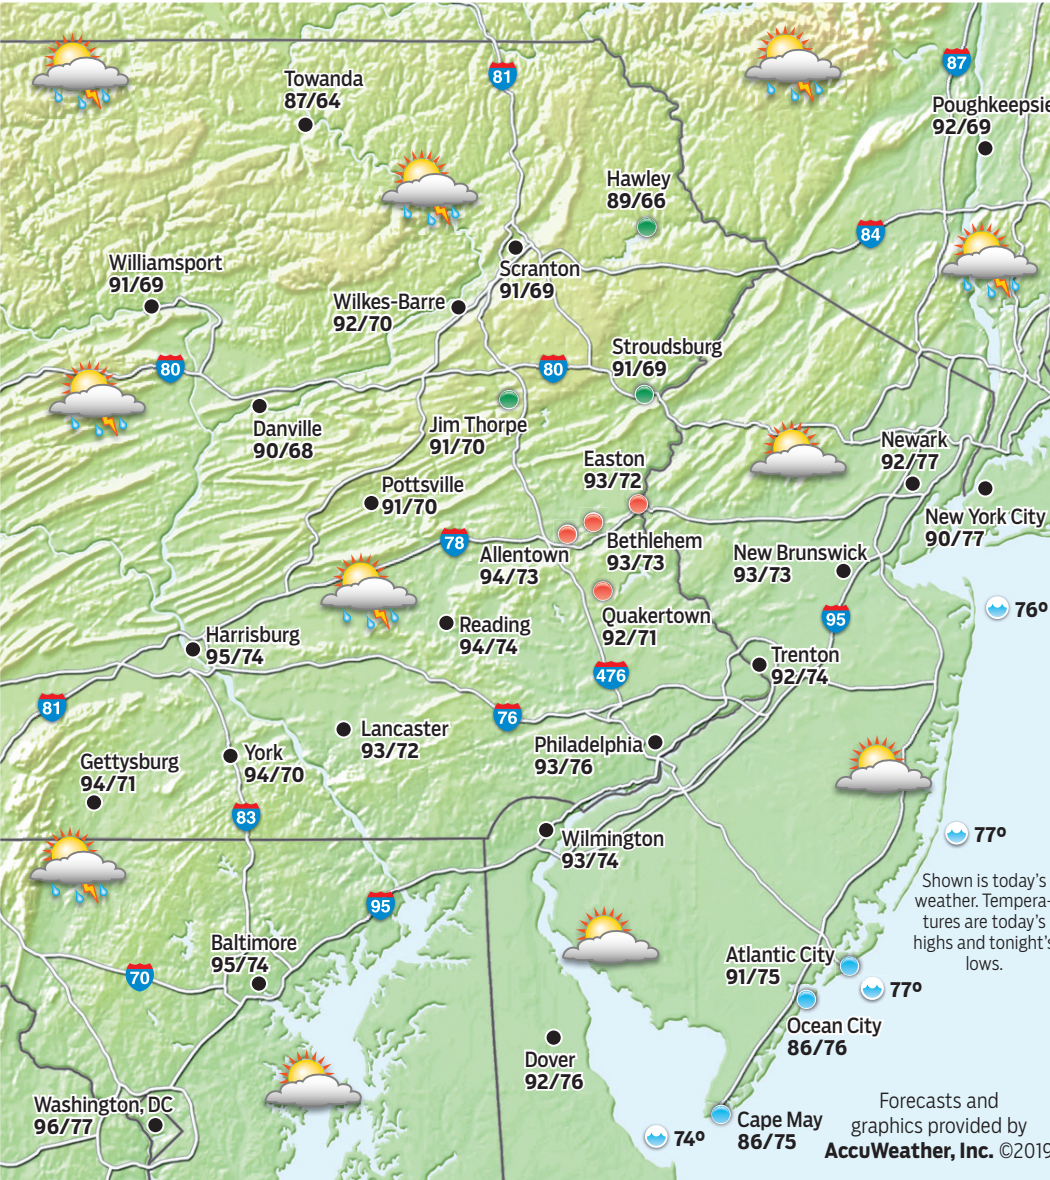 81
87
Towanda
87/64
Poughkeepsie
92/69
Hawley
89/66
84
Williamsport
91/69
Scranton
91/69
Wilkes-Barre
92/70
80
80
Stroudsburg
91/69
Danville
90/68
Jim Thorpe
91/70
Newark
92/77
Easton
93/72
Pottsville
91/70
New York City
90/77
78
Allentown
94/73
Bethlehem
93/73
New Brunswick
93/73
76º
Quakertown
92/71
95
Reading
94/74
Harrisburg
95/74
Trenton
92/74
476
81
76
Lancaster
93/72
Philadelphia
93/76
York
94/70
Gettysburg
94/71
83
Wilmington
93/74
77º
Shown is today's
weather. Tempera-
tures are today's
highs and tonight's
lows.
95
Baltimore
95/74
70
Atlantic City
91/75
77º
Ocean City
86/76
Dover
92/76
Washington, DC
96/77
Cape May
86/75
74º
Forecasts and
graphics provided by
AccuWeather, Inc. ©2019